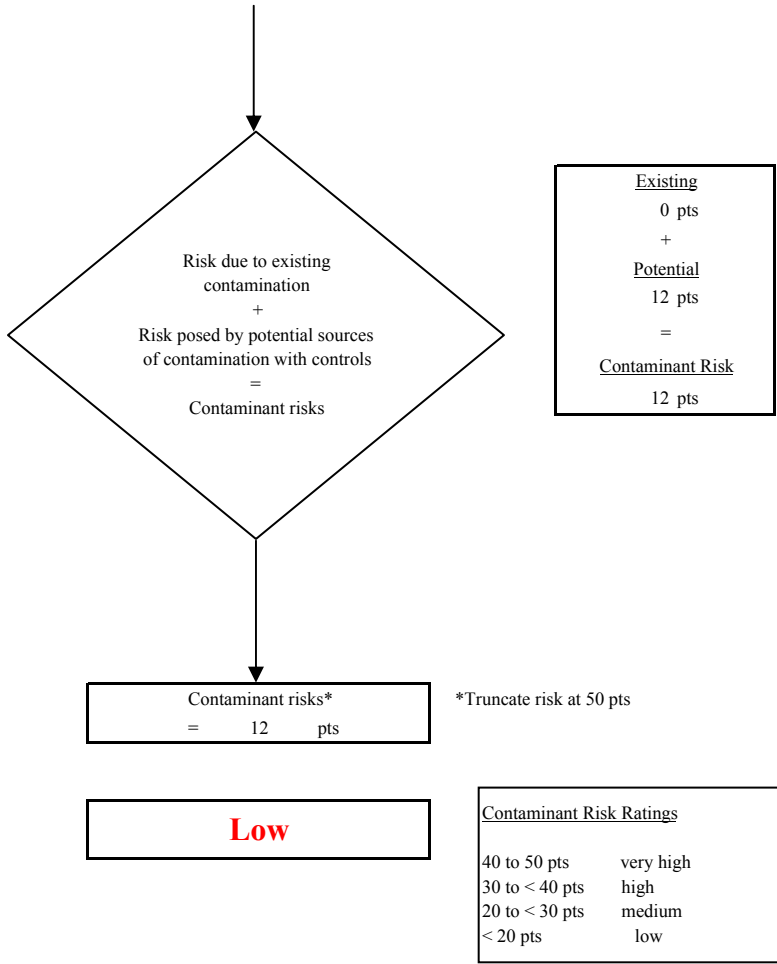 Risk due to existing
contamination
+
Risk posed by potential sources
of contamination with controls
=
Contaminant risks
Existing
0 pts
+
Potential
12 pts
=
Contaminant Risk
12 pts
Contaminant risks*
= 12 pts
*Truncate risk at 50 pts
Low
Contaminant Risk Ratings
40 to 50 pts very high
30 to < 40 pts high
20 to < 30 pts medium
< 20 pts low